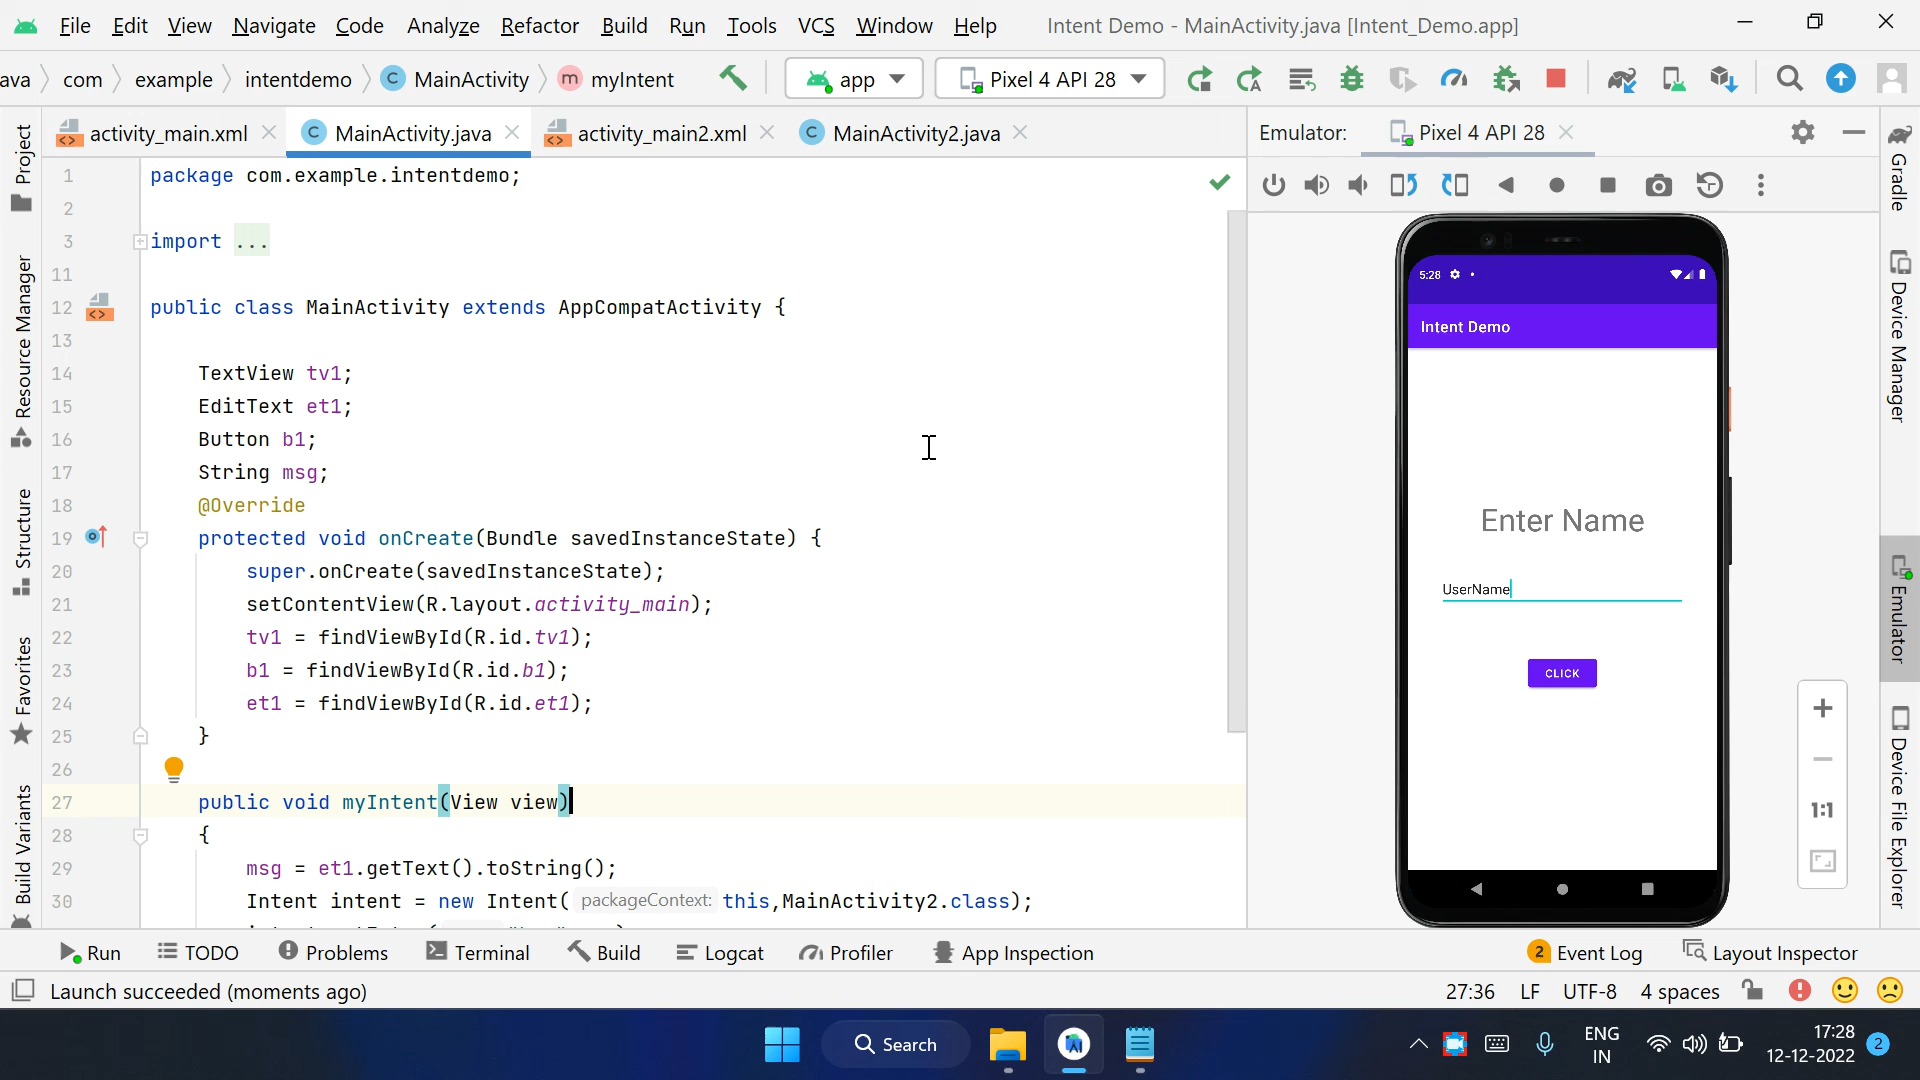 File Edit View Navigate Code Analyze Refactor Build Run Tools VCS Window Help Intent Demo - MainActivity.java [Intent_Demo.app]
ava com example intentdemo C MainActivity m myIntent app Pixel 4 API 28
activity_main.xml C MainActivity.java activity_main2.xml C MainActivity2.java
Emulator: Pixel 4 API 28
Project
Resource Manager
Structure
Favorites
Build Variants
1 package com.example.intentdemo;
2
3 import ...
11
12 public class MainActivity extends AppCompatActivity {
13
14 TextView tv1;
15 EditText et1;
16 Button b1;
17 String msg;
18 @Override
19 protected void onCreate(Bundle savedInstanceState) {
20 super.onCreate(savedInstanceState);
21 setContentView(R.layout.activity_main);
22 tv1 = findViewById(R.id.tv1);
23 b1 = findViewById(R.id.b1);
24 et1 = findViewById(R.id.et1);
25 }
26
27 public void myIntent(View view)
28 {
29 msg = et1.getText().toString();
30 Intent intent = new Intent( packageContext: this,MainActivity2.class);
5:28
Intent Demo
Enter Name
UserName
CLICK
1:1
Gradle
Device Manager
Emulator
Device File Explorer
Run TODO Problems Terminal Build Logcat Profiler App Inspection 2 Event Log Layout Inspector
Launch succeeded (moments ago) 27:36 LF UTF-8 4 spaces
Search
ENG
IN
17:28
12-12-2022
2